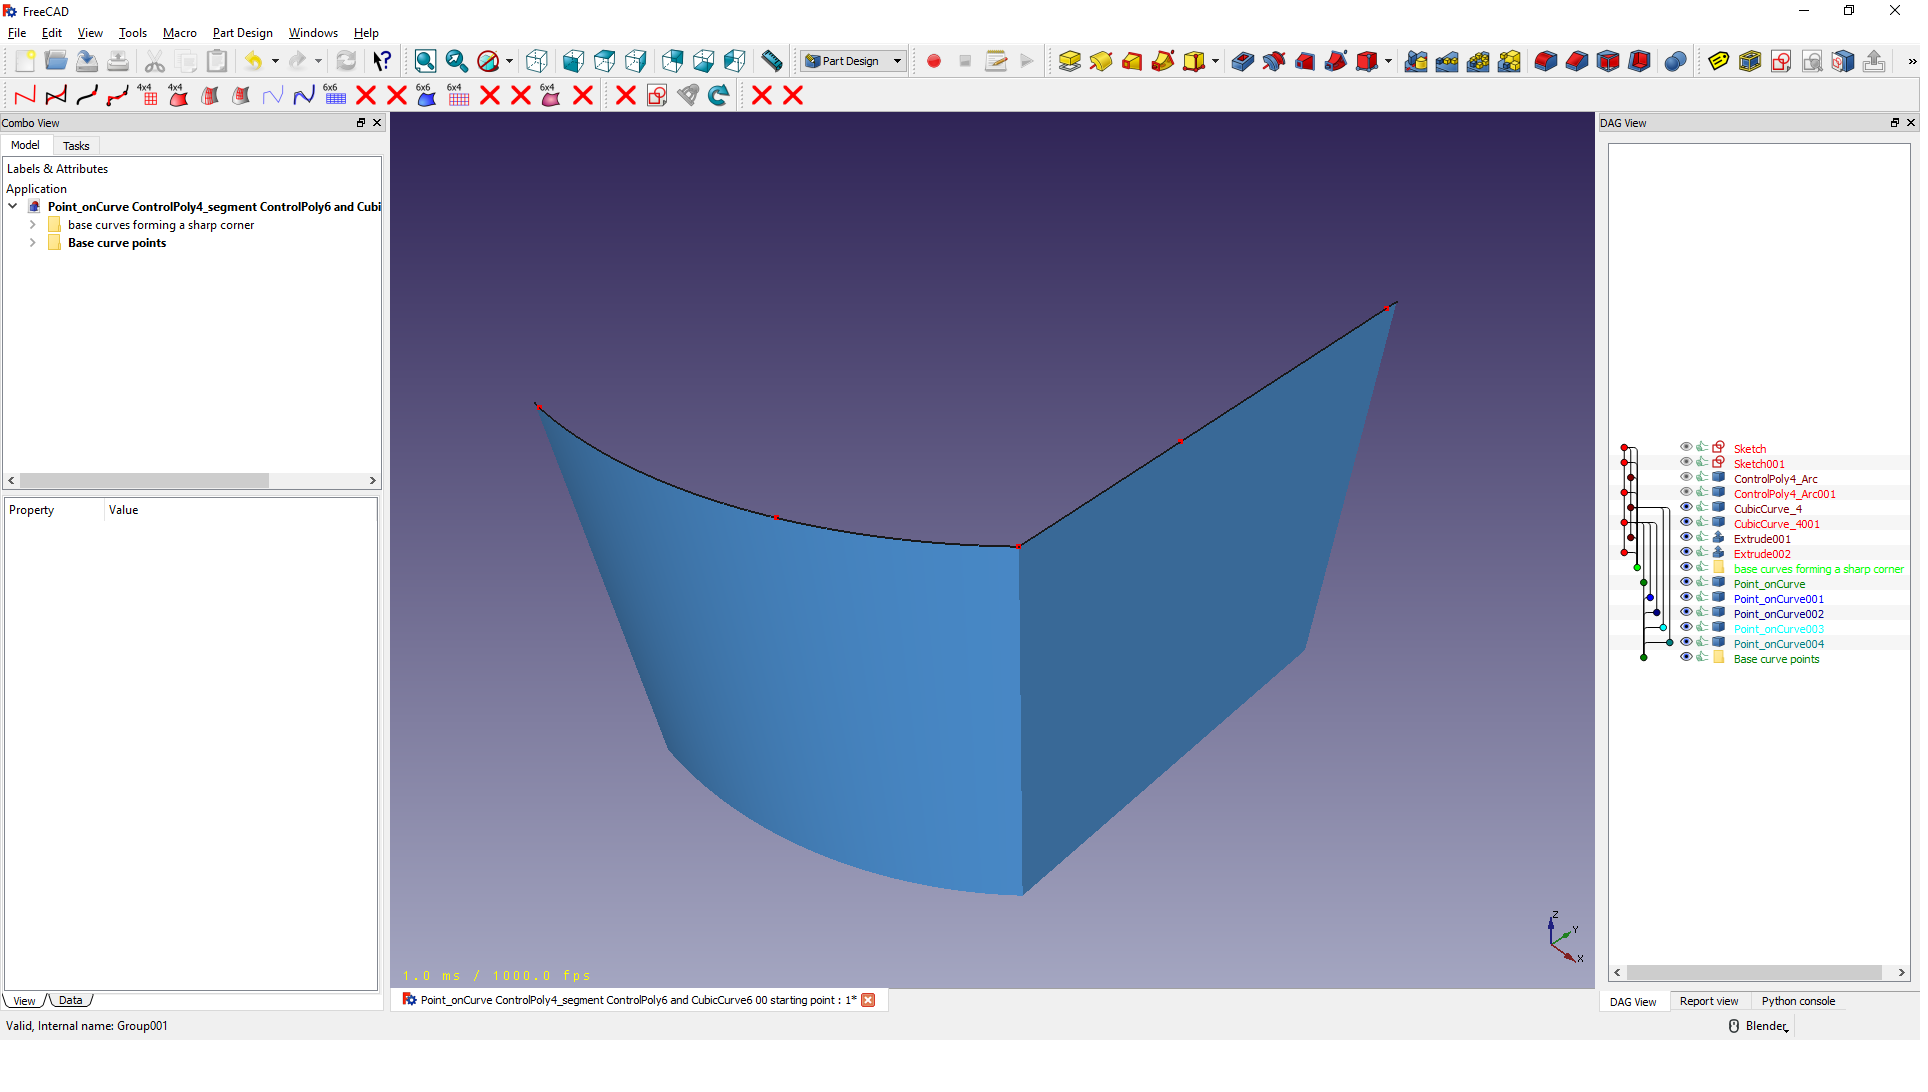 FreeCAD
File Edit View Tools Macro Part Design Windows Help
Part Design
4x4 4x4 6x6 6x6 6x4 6x4
Combo View
Model Tasks
Labels & Attributes
Application
Point_onCurve ControlPoly4_segment ControlPoly6 and Cubi
base curves forming a sharp corner
Base curve points
Property Value
View Data
1.0 ms / 1000.0 fps
Z
Y
X
Point_onCurve ControlPoly4_segment ControlPoly6 and CubicCurve6 00 starting point : 1*
DAG View
Sketch
Sketch001
ControlPoly4_Arc
ControlPoly4_Arc001
CubicCurve_4
CubicCurve_4001
Extrude001
Extrude002
base curves forming a sharp corner
Point_onCurve
Point_onCurve001
Point_onCurve002
Point_onCurve003
Point_onCurve004
Base curve points
DAG View Report view Python console
Valid, Internal name: Group001
Blender